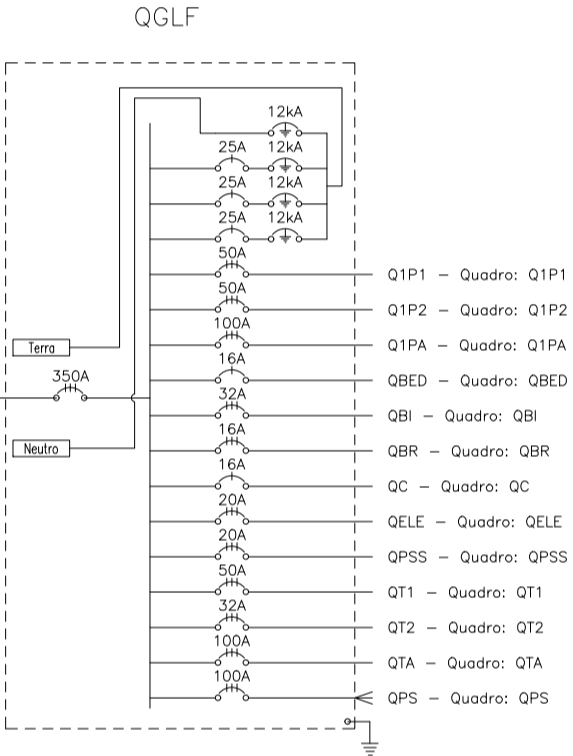 QGLF
12kA
25A 12kA
25A 12kA
25A 12kA
50A
Q1P1 – Quadro: Q1P1
50A
Q1P2 – Quadro: Q1P2
100A
Terra
Q1PA – Quadro: Q1PA
16A
350A
QBED – Quadro: QBED
32A
QBI – Quadro: QBI
16A
Neutro
QBR – Quadro: QBR
16A
QC – Quadro: QC
20A
QELE – Quadro: QELE
20A
QPSS – Quadro: QPSS
50A
QT1 – Quadro: QT1
32A
QT2 – Quadro: QT2
100A
QTA – Quadro: QTA
100A
QPS – Quadro: QPS